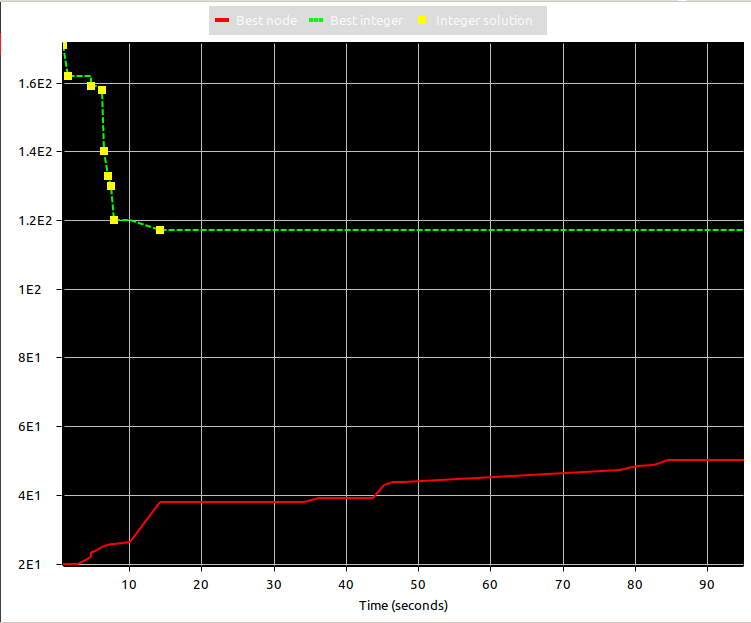 Best node Best integer Integer solution
1.6E2
1.4E2
1.2E2
1E2
8E1
6E1
4E1
2E1
10 20 30 40 50 60 70 80 90
Time (seconds)